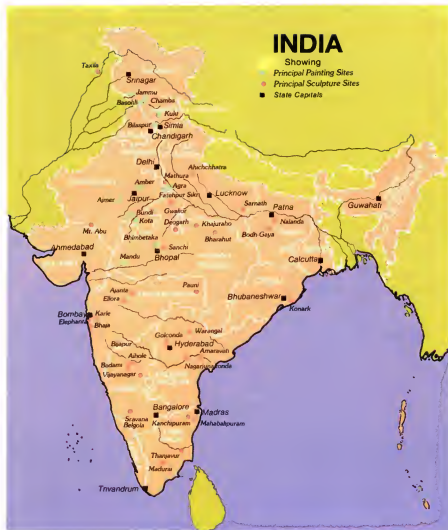 INDIA
Showing
Principal Painting Sites
Principal Sculpture Sites
State Capitals
Taxila
Srinagar
Jammu
Basohli
Chamba
Kulu
Bilaspur
Simla
Chandigarh
Delhi
Ahichchhatra
Mathura
Amber
Agra
Ajmer
Jaipur
Fatehpur Sikri
Lucknow
Sarnath
Patna
Guwahati
Bundi
Gwalior
Kota
Deogarh
Khajuraho
Nalanda
Mt. Abu
Bhimbetaka
Bharahut
Bodh-Gaya
Ahmedabad
Mandu
Sanchi
Bhopal
Calcutta
Ajanta
Ellora
Pauni
Bhubaneshwar
Konark
Bombay
Karle
Elephanta
Bhaja
Golconda
Warangal
Bijapur
Hyderabad
Aihole
Amaravati
Badami
Nagarjunakonda
Vijayanagar
Sravana
Belgola
Bangalore
Madras
Kanchipuram
Mahabalipuram
Thanjavur
Madurai
Trivandrum